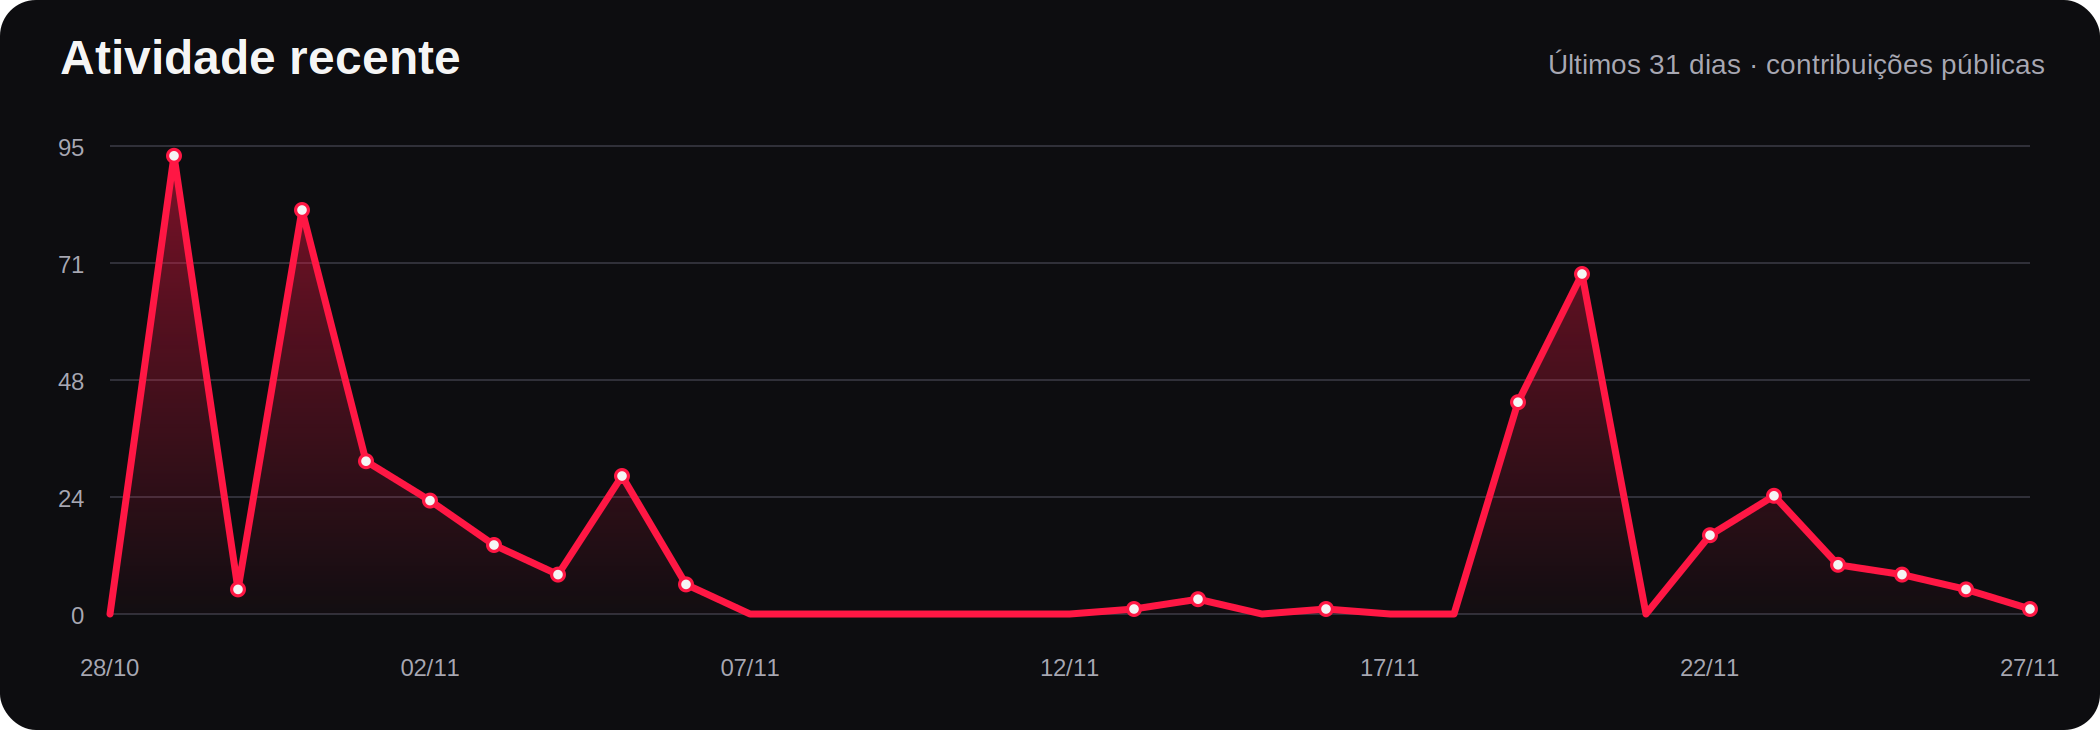 Atividade recente
Últimos 31 dias · contribuições públicas
95
71
48
24
0
28/10 02/11 07/11 12/11 17/11 22/11 27/11